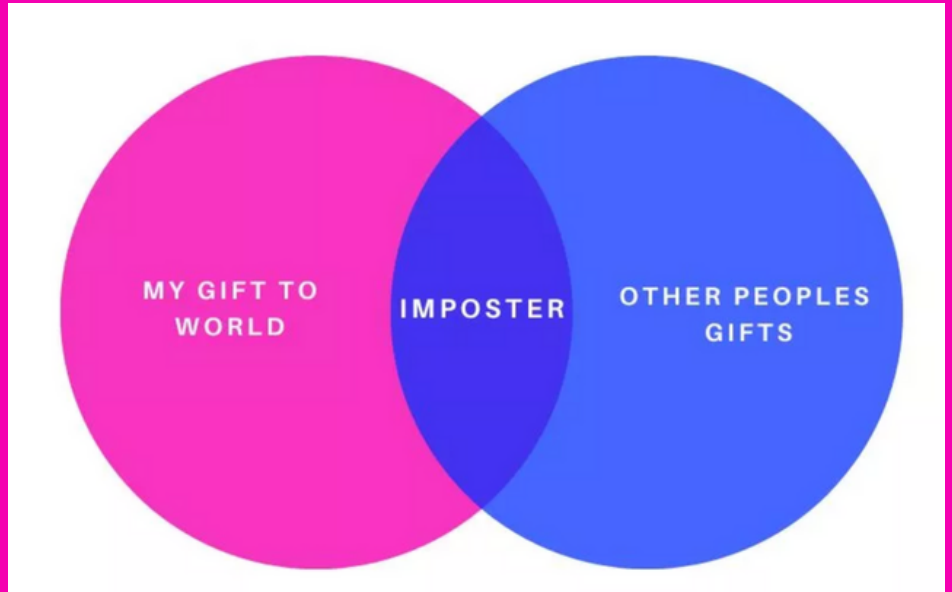 MY GIFT TO
WORLD
IMPOSTER
OTHER PEOPLES
GIFTS